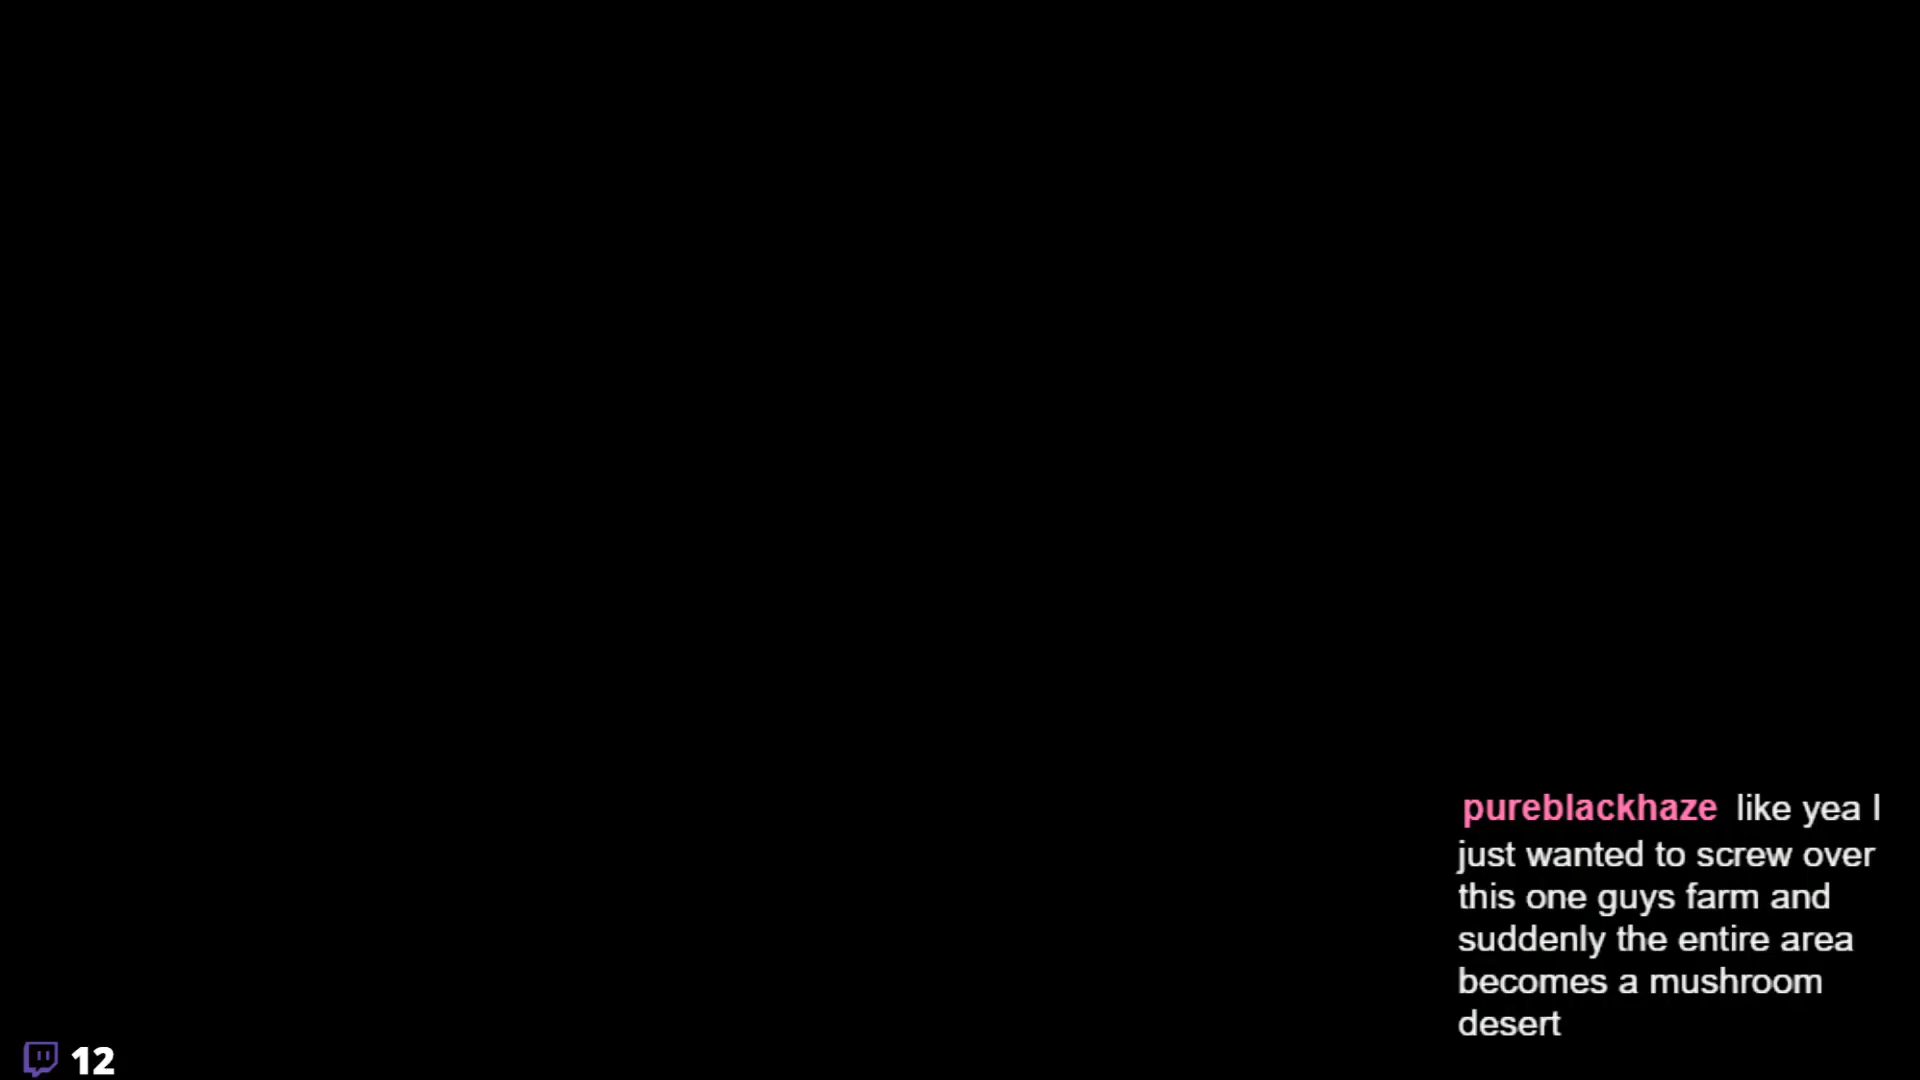 pureblackhaze like yea I
just wanted to screw over
this one guys farm and
suddenly the entire area
becomes a mushroom
desert
12